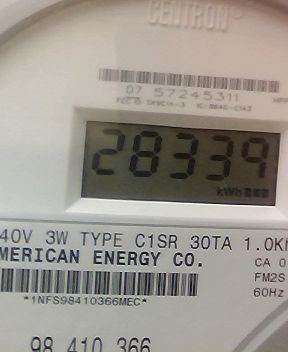 CENTRON®
07 57245311
28339
kWh
40V 3W TYPE C1SR 30TA 1.0K
MERICAN ENERGY CO.
CA 0
FM2S
60Hz
*1NFS98410366MEC*
98 410 366